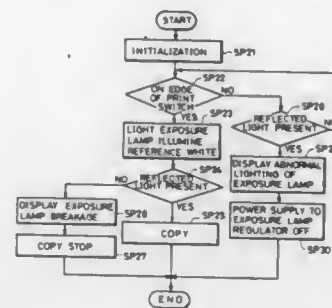 START
INITIALIZATION
SP21
SP22
ON EDGE
OF PRINT
SWITCH
NO
SP28
YES
SP23
REFLECTED
LIGHT PRESENT
NO
LIGHT EXPOSURE
LAMP ILLUMINE
REFERENCE WHITE
YES
DISPLAY ABNORMAL
LIGHTING OF
EXPOSURE LAMP
SP24
NO
REFLECTED
LIGHT PRESENT
DISPLAY EXPOSURE
LAMP BREAKAGE
SP26
YES
SP25
COPY
POWER SUPPLY TO
EXPOSURE LAMP
REGULATOR OFF
SP30
COPY STOP
SP27
END